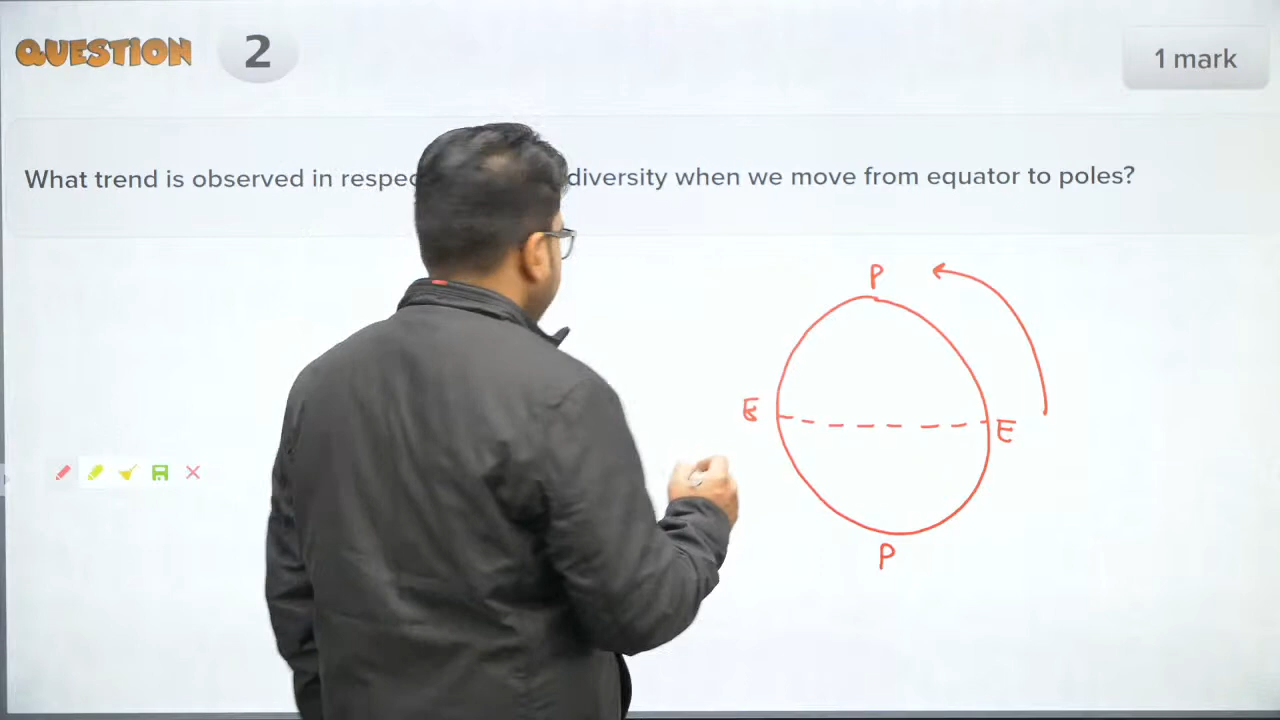 QUESTION 2
1 mark
What trend is observed in respec diversity when we move from equator to poles?
P
E
E
P